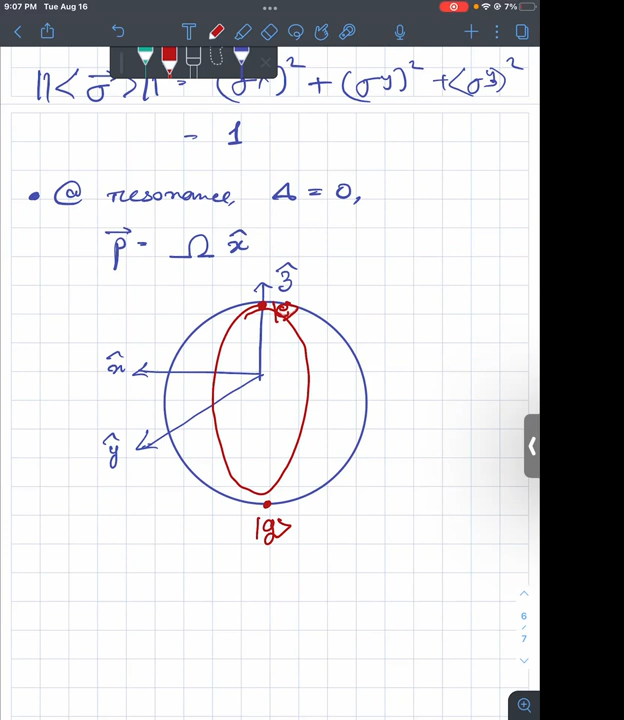 9:07 PM Tue Aug 16
7%
||<σ⃗>||² = (σˣ)² + (σʸ)² + <σᶻ>²
= 1
• @ resonance, Δ = 0,
p⃗ = Ω x̂
ẑ
|e>
x̂
ŷ
|g>
6
/
7